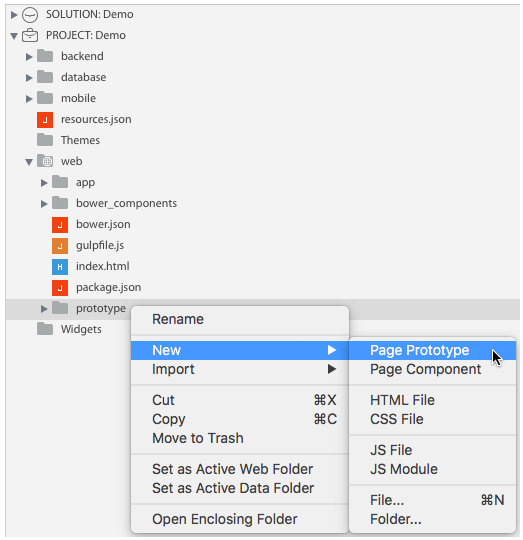 SOLUTION: Demo
PROJECT: Demo
backend
database
mobile
resources.json
Themes
web
app
bower_components
bower.json
gulpfile.js
index.html
package.json
prototype
Widgets
Rename
New
Import
Cut ⌘X
Copy ⌘C
Move to Trash
Set as Active Web Folder
Set as Active Data Folder
Open Enclosing Folder
Page Prototype
Page Component
HTML File
CSS File
JS File
JS Module
File... ⌘N
Folder...